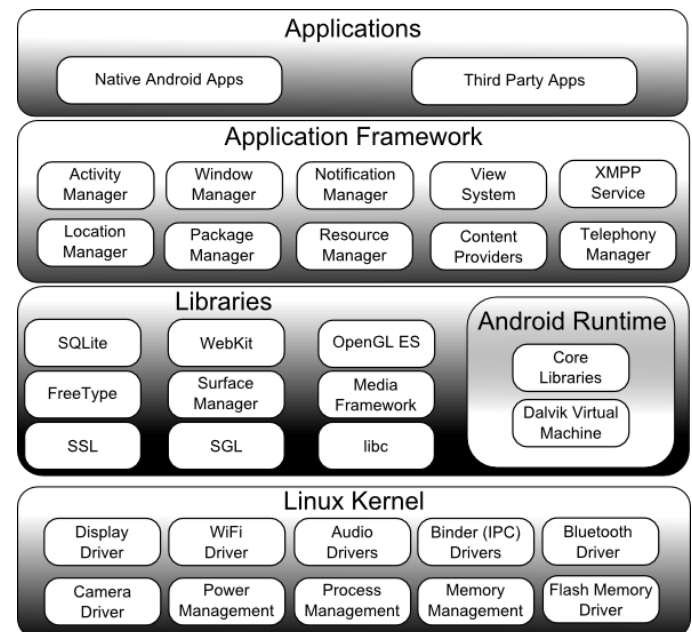 Applications
Native Android Apps
Third Party Apps
Application Framework
Activity
Manager
Window
Manager
Notification
Manager
View
System
XMPP
Service
Location
Manager
Package
Manager
Resource
Manager
Content
Providers
Telephony
Manager
Libraries
SQLite
WebKit
OpenGL ES
FreeType
Surface
Manager
Media
Framework
SSL
SGL
libc
Android Runtime
Core
Libraries
Dalvik Virtual
Machine
Linux Kernel
Display
Driver
WiFi
Driver
Audio
Drivers
Binder (IPC)
Drivers
Bluetooth
Driver
Camera
Driver
Power
Management
Process
Management
Memory
Management
Flash Memory
Driver